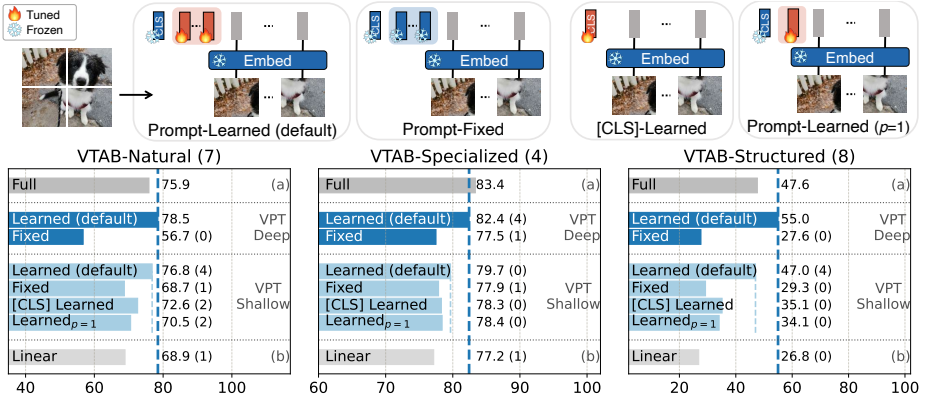 Tuned
Frozen
CLS
...
Embed
...
Prompt-Learned (default)
CLS
...
...
Embed
...
Prompt-Fixed
CLS
...
Embed
...
[CLS]-Learned
CLS
...
Embed
...
Prompt-Learned (p=1)
VTAB-Natural (7)
Full 75.9 (a)
Learned (default) 78.5 VPT
Fixed 56.7 (0) Deep
Learned (default) 76.8 (4)
Fixed 68.7 (1) VPT
[CLS] Learned 72.6 (2) Shallow
Learned p = 1 70.5 (2)
Linear 68.9 (1) (b)
40 60 80 100
VTAB-Specialized (4)
Full 83.4 (a)
Learned (default) 82.4 (4) VPT
Fixed 77.5 (1) Deep
Learned (default) 79.7 (0)
Fixed 77.9 (1) VPT
[CLS] Learned 78.3 (0) Shallow
Learned p = 1 78.4 (0)
Linear 77.2 (1) (b)
60 70 80 90 100
VTAB-Structured (8)
Full 47.6 (a)
Learned (default) 55.0 VPT
Fixed 27.6 (0) Deep
Learned (default) 47.0 (4)
Fixed 29.3 (0) VPT
[CLS] Learned 35.1 (0) Shallow
Learned p = 1 34.1 (0)
Linear 26.8 (0) (b)
20 40 60 80 100